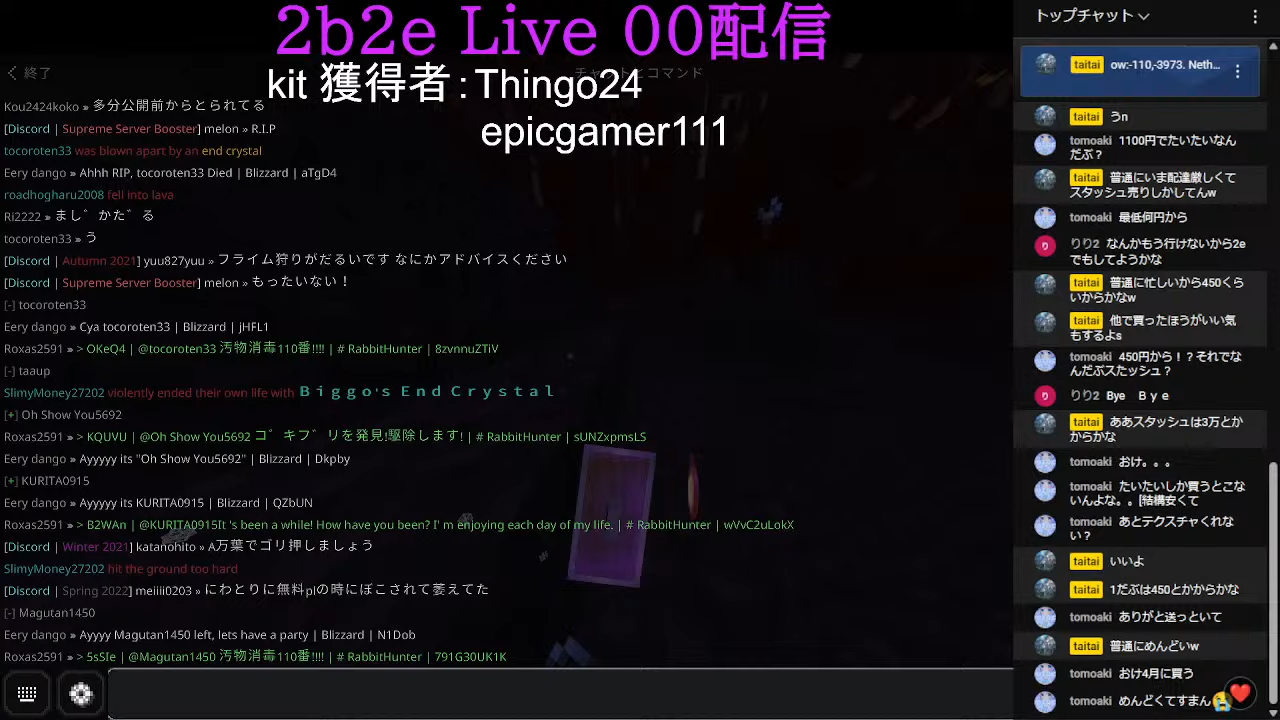 2b2e Live 00配信
kit 獲得者 : Thingo24
epicgamer111
終了
Kou2424koko » 多分公開前からとられてる
[Discord | Supreme Server Booster] melon » R.I.P
tocoroten33 was blown apart by an end crystal
Eery dango » Ahhh RIP, tocoroten33 Died | Blizzard | aTgD4
roadhogharu2008 fell into lava
Ri2222 » まし゛かだ゛る
tocoroten33 » う
[Discord | Autumn 2021] yuu827yuu » フライム狩りがだるいです なにかアドバイスください
[Discord | Supreme Server Booster] melon » もったいない！
[-] tocoroten33
Eery dango » Cya tocoroten33 | Blizzard | jHFL1
Roxas2591 » > OKeQ4 | @tocoroten33 汚物消毒110番!!!! | # RabbitHunter | 8zvnnuZTiV
[-] taaup
SlimyMoney27202 violently ended their own life with Biggo's End Crystal
[+] Oh Show You5692
Roxas2591 » > KQUVU | @Oh Show You5692 コ゛キフ゛リを発見!駆除します! | # RabbitHunter | sUNZxpmsLS
Eery dango » Ayyyyy its "Oh Show You5692" | Blizzard | Dkpby
[+] KURITA0915
Eery dango » Ayyyyy its KURITA0915 | Blizzard | QZbUN
Roxas2591 » > B2WAn | @KURITA0915It 's been a while! How have you been? I' m enjoying each day of my life. | # RabbitHunter | wVvC2uLokX
[Discord | Winter 2021] katanohito » A万葉でゴリ押しましょう
SlimyMoney27202 hit the ground too hard
[Discord | Spring 2022] meiiii0203 » にわとりに無料plの時にぼこされて萎えてた
[-] Magutan1450
Eery dango » Ayyyy Magutan1450 left, lets have a party | Blizzard | N1Dob
Roxas2591 » > 5sSIe | @Magutan1450 汚物消毒110番!!!! | # RabbitHunter | 791G30UK1K
トップチャット
taitai ow:-110,-3973. Neth...
taitai うn
tomoaki 1100円でたいたいなん
だぶ？
taitai 普通にいま配達厳しくて
スタッシュ売りしかしてんw
tomoaki 最低何円から
りり2 なんかもう行けないから2e
でもしてようかな
taitai 普通に忙しいから450くら
いからかなw
taitai 他で買ったほうがいい気
もするよs
tomoaki 450円から！？それでな
んだぶスたッシュ？
りり2 Bye Ｂｙｅ
taitai ああスタッシュは3万とか
からかな
tomoaki おけ。。。
tomoaki たいたいしか買うとこな
いんよな。。[結構安くて
tomoaki あとテクスチャくれな
い？
taitai いいよ
taitai 1だぶは450とかからかな
tomoaki ありがと送っといて
taitai 普通にめんどいw
tomoaki おけ4月に買う
tomoaki めんどくてすまん